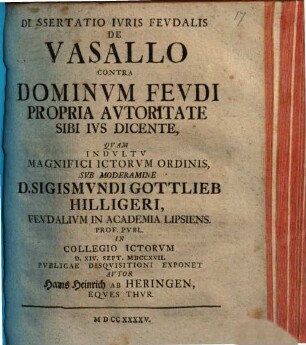 17
DISSERTATIO IVRIS FEVDALIS
DE
VASALLO
CONTRA
DOMINVM FEVDI
PROPRIA AVTORITATE
SIBI IVS DICENTE,
QVAM
INDVLTV
MAGNIFICI ICTORVM ORDINIS,
SVB MODERAMINE
D. SIGISMVNDI GOTTLIEB
HILLIGERI,
FEVDALIVM IN ACADEMIA LIPSIENS.
PROF. PVBL.
IN
COLLEGIO ICTORVM
D. XIV. SEPT. MDCCXVII.
PVBLICAE DISQVISITIONI EXPONET
AVTOR
Hans Heinrich AB HERINGEN,
EQVES THVR.
MDCCXXXXV.